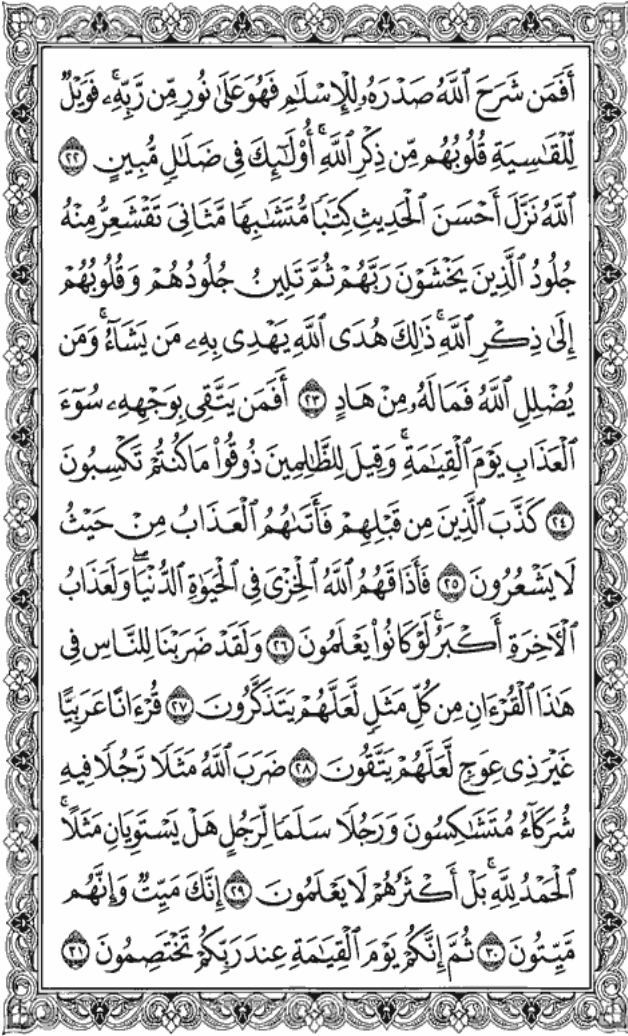 أَفَمَن شَرَحَ ٱللَّهُ صَدْرَهُۥ لِلْإِسْلَٰمِ فَهُوَ عَلَىٰ نُورٍ مِّن رَّبِّهِۦ ۚ فَوَيْلٌ
لِّلْقَٰسِيَةِ قُلُوبُهُم مِّن ذِكْرِ ٱللَّهِ ۚ أُو۟لَٰٓئِكَ فِى ضَلَٰلٍ مُّبِينٍ ٢٢
ٱللَّهُ نَزَّلَ أَحْسَنَ ٱلْحَدِيثِ كِتَٰبًا مُّتَشَٰبِهًا مَّثَانِىَ تَقْشَعِرُّ مِنْهُ
جُلُودُ ٱلَّذِينَ يَخْشَوْنَ رَبَّهُمْ ثُمَّ تَلِينُ جُلُودُهُمْ وَقُلُوبُهُمْ
إِلَىٰ ذِكْرِ ٱللَّهِ ۚ ذَٰلِكَ هُدَى ٱللَّهِ يَهْدِى بِهِۦ مَن يَشَآءُ ۚ وَمَن
يُضْلِلِ ٱللَّهُ فَمَا لَهُۥ مِنْ هَادٍ ٢٣ أَفَمَن يَتَّقِى بِوَجْهِهِۦ سُوٓءَ
ٱلْعَذَابِ يَوْمَ ٱلْقِيَٰمَةِ ۚ وَقِيلَ لِلظَّٰلِمِينَ ذُوقُوا۟ مَا كُنتُمْ تَكْسِبُونَ
٢٤ كَذَّبَ ٱلَّذِينَ مِن قَبْلِهِمْ فَأَتَىٰهُمُ ٱلْعَذَابُ مِنْ حَيْثُ
لَا يَشْعُرُونَ ٢٥ فَأَذَاقَهُمُ ٱللَّهُ ٱلْخِزْىَ فِى ٱلْحَيَوٰةِ ٱلدُّنْيَا ۖ وَلَعَذَابُ
ٱلْءَاخِرَةِ أَكْبَرُ ۚ لَوْ كَانُوا۟ يَعْلَمُونَ ٢٦ وَلَقَدْ ضَرَبْنَا لِلنَّاسِ فِى
هَٰذَا ٱلْقُرْءَانِ مِن كُلِّ مَثَلٍ لَّعَلَّهُمْ يَتَذَكَّرُونَ ٢٧ قُرْءَانًا عَرَبِيًّا
غَيْرَ ذِى عِوَجٍ لَّعَلَّهُمْ يَتَّقُونَ ٢٨ ضَرَبَ ٱللَّهُ مَثَلًا رَّجُلًا فِيهِ
شُرَكَآءُ مُتَشَٰكِسُونَ وَرَجُلًا سَلَمًا لِّرَجُلٍ هَلْ يَسْتَوِيَانِ مَثَلًا ۚ
ٱلْحَمْدُ لِلَّهِ ۚ بَلْ أَكْثَرُهُمْ لَا يَعْلَمُونَ ٢٩ إِنَّكَ مَيِّتٌ وَإِنَّهُم
مَّيِّتُونَ ٣٠ ثُمَّ إِنَّكُمْ يَوْمَ ٱلْقِيَٰمَةِ عِندَ رَبِّكُمْ تَخْتَصِمُونَ ٣١